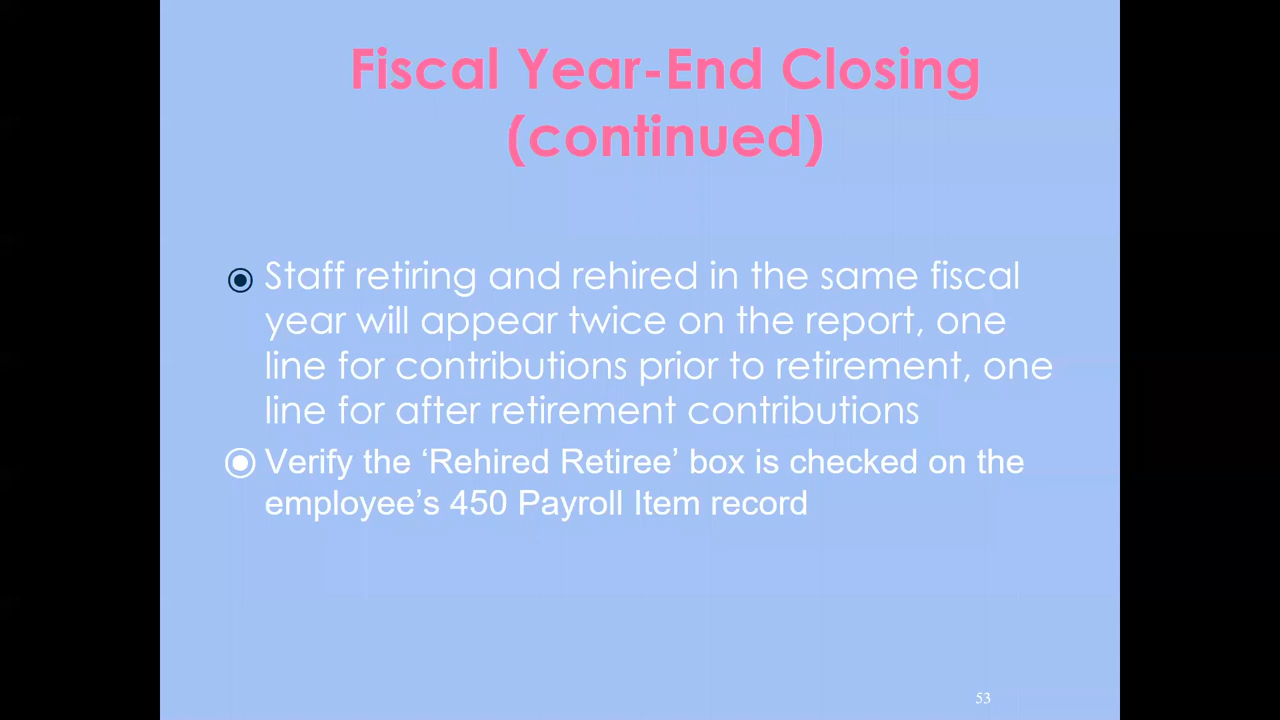 Fiscal Year-End Closing
(continued)
Staff retiring and rehired in the same fiscal
year will appear twice on the report, one
line for contributions prior to retirement, one
line for after retirement contributions
Verify the ‘Rehired Retiree’ box is checked on the
employee’s 450 Payroll Item record
53